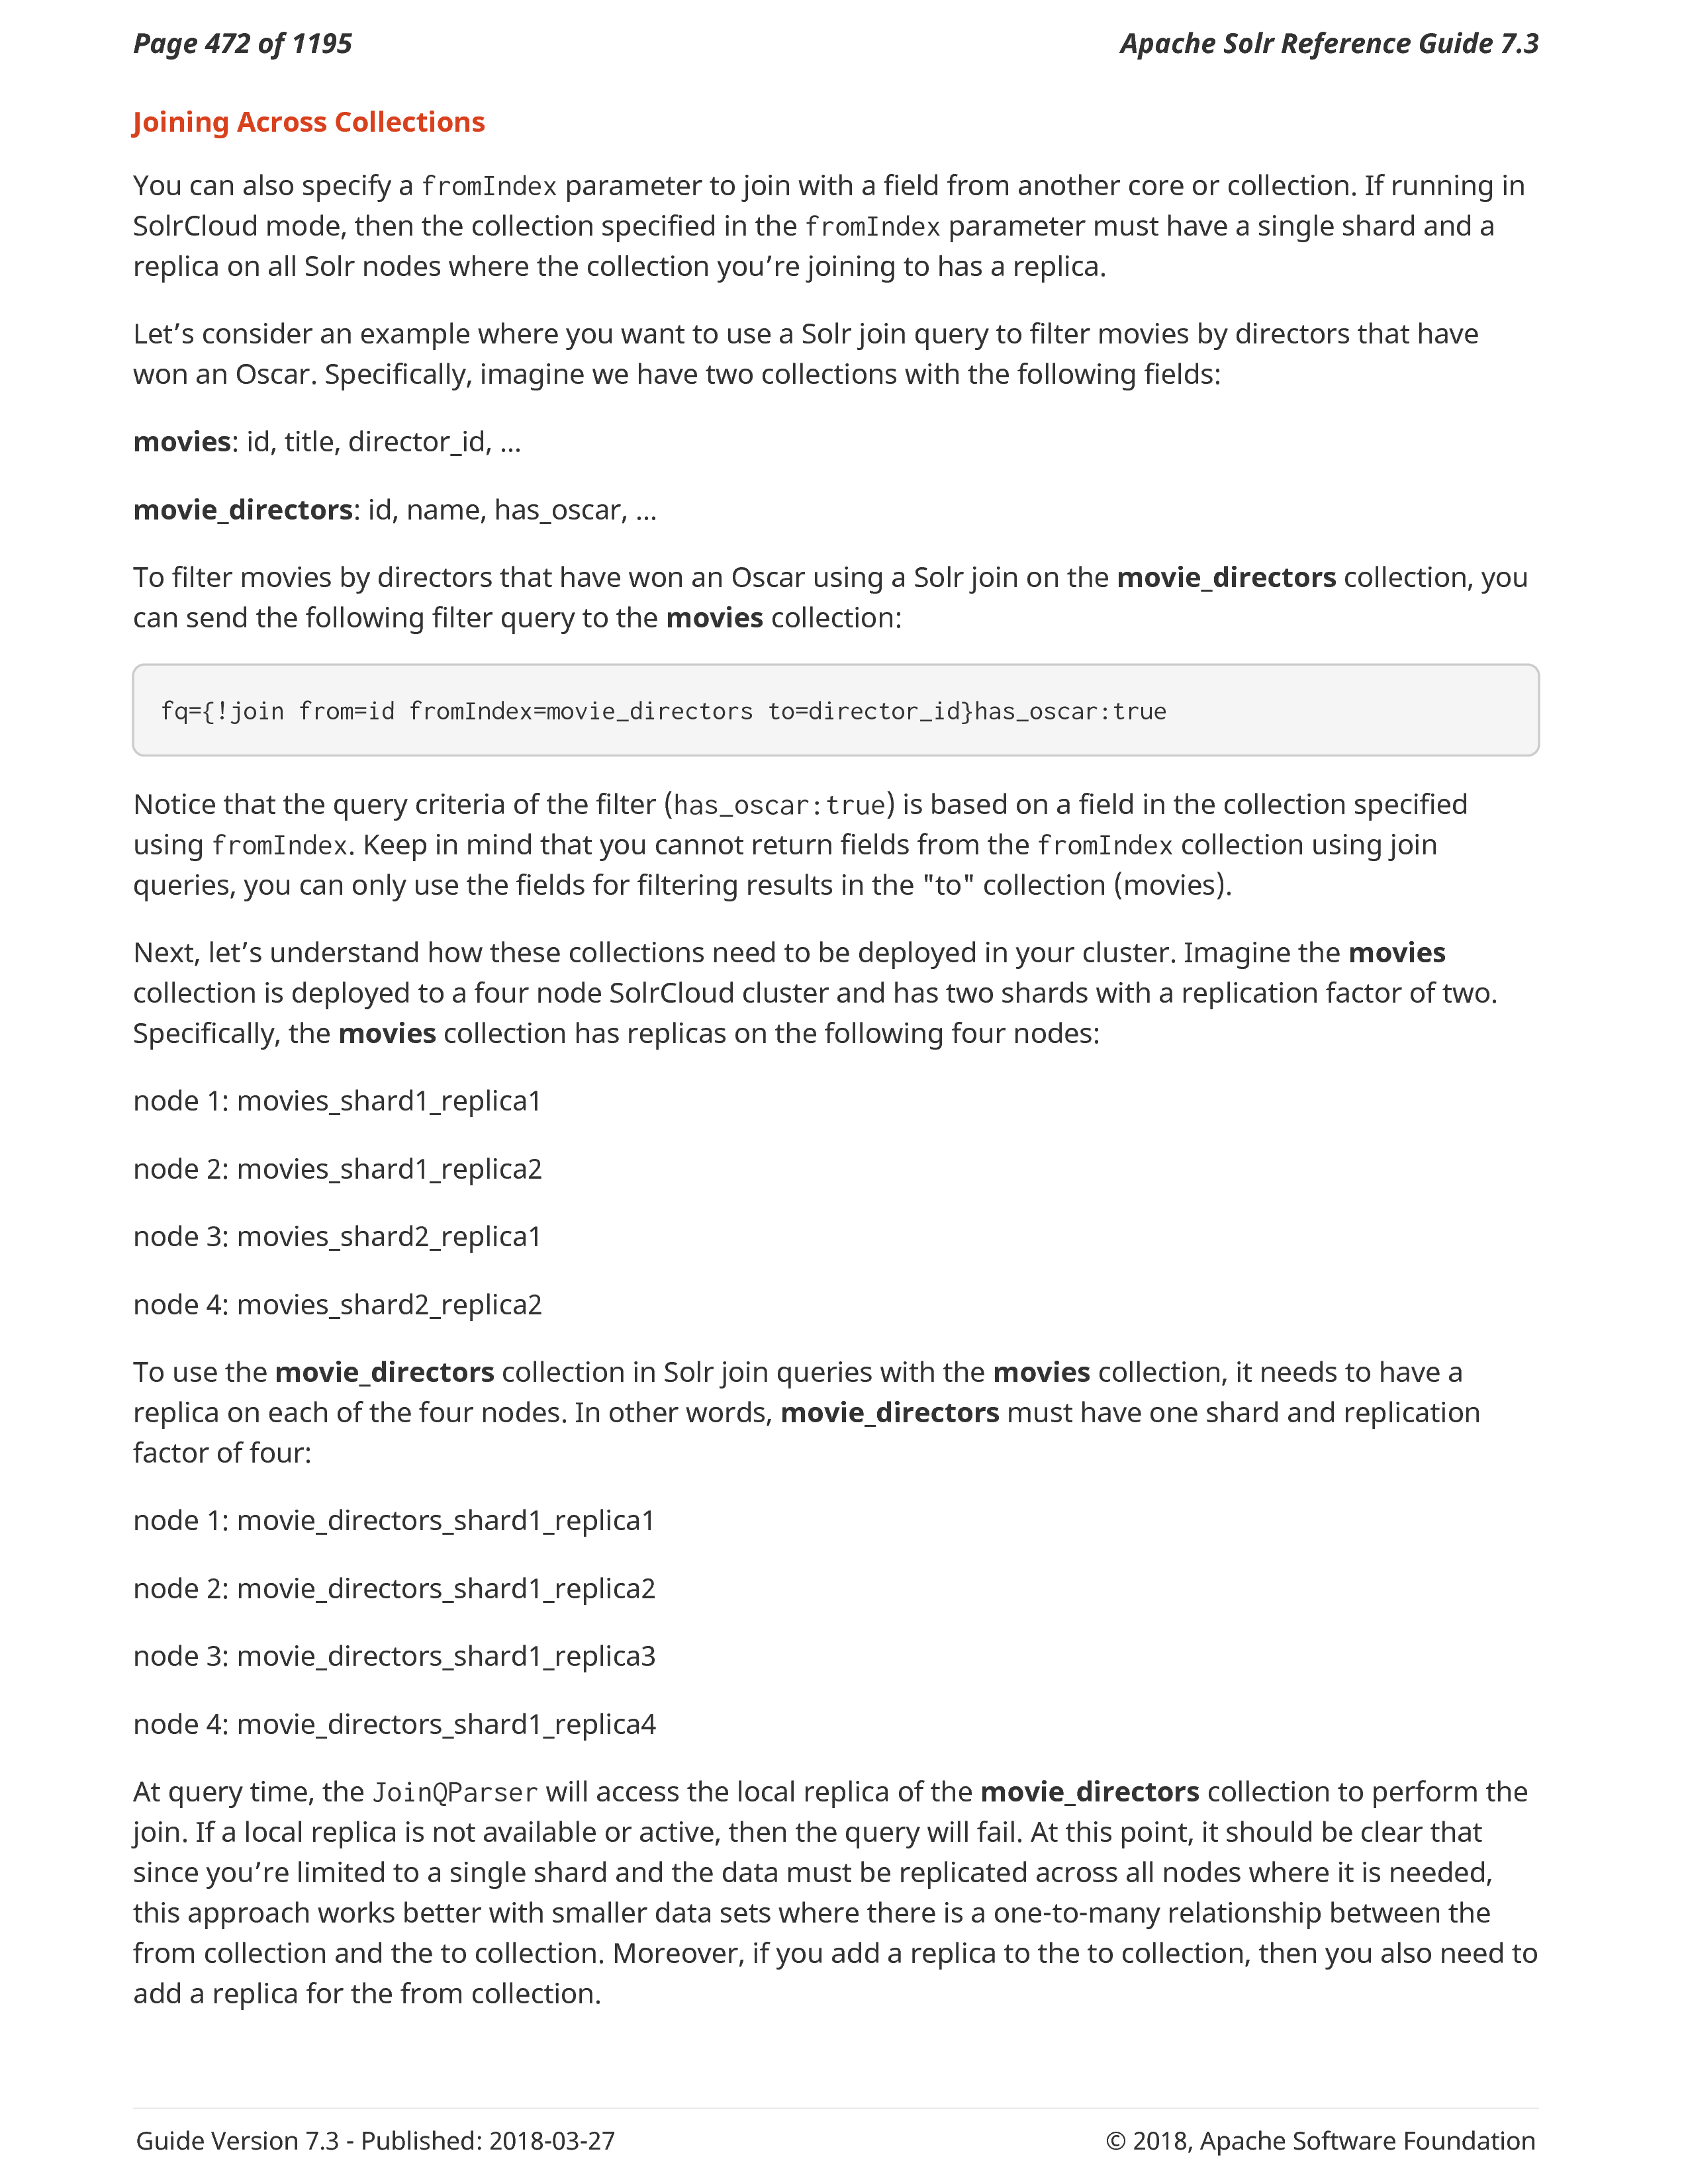 Page 472 of 1195
Apache Solr Reference Guide 7.3
Joining Across Collections
You can also specify a fromIndex parameter to join with a field from another core or collection. If running in
SolrCloud mode, then the collection specified in the fromIndex parameter must have a single shard and a
replica on all Solr nodes where the collection you’re joining to has a replica.
Let’s consider an example where you want to use a Solr join query to filter movies by directors that have
won an Oscar. Specifically, imagine we have two collections with the following fields:
movies: id, title, director_id, …
movie_directors: id, name, has_oscar, …
To filter movies by directors that have won an Oscar using a Solr join on the movie_directors collection, you
can send the following filter query to the movies collection:
fq={!join from=id fromIndex=movie_directors to=director_id}has_oscar:true
Notice that the query criteria of the filter (has_oscar:true) is based on a field in the collection specified
using fromIndex. Keep in mind that you cannot return fields from the fromIndex collection using join
queries, you can only use the fields for filtering results in the "to" collection (movies).
Next, let’s understand how these collections need to be deployed in your cluster. Imagine the movies
collection is deployed to a four node SolrCloud cluster and has two shards with a replication factor of two.
Specifically, the movies collection has replicas on the following four nodes:
node 1: movies_shard1_replica1
node 2: movies_shard1_replica2
node 3: movies_shard2_replica1
node 4: movies_shard2_replica2
To use the movie_directors collection in Solr join queries with the movies collection, it needs to have a
replica on each of the four nodes. In other words, movie_directors must have one shard and replication
factor of four:
node 1: movie_directors_shard1_replica1
node 2: movie_directors_shard1_replica2
node 3: movie_directors_shard1_replica3
node 4: movie_directors_shard1_replica4
At query time, the JoinQParser will access the local replica of the movie_directors collection to perform the
join. If a local replica is not available or active, then the query will fail. At this point, it should be clear that
since you’re limited to a single shard and the data must be replicated across all nodes where it is needed,
this approach works better with smaller data sets where there is a one-to-many relationship between the
from collection and the to collection. Moreover, if you add a replica to the to collection, then you also need to
add a replica for the from collection.
Guide Version 7.3 - Published: 2018-03-27
© 2018, Apache Software Foundation